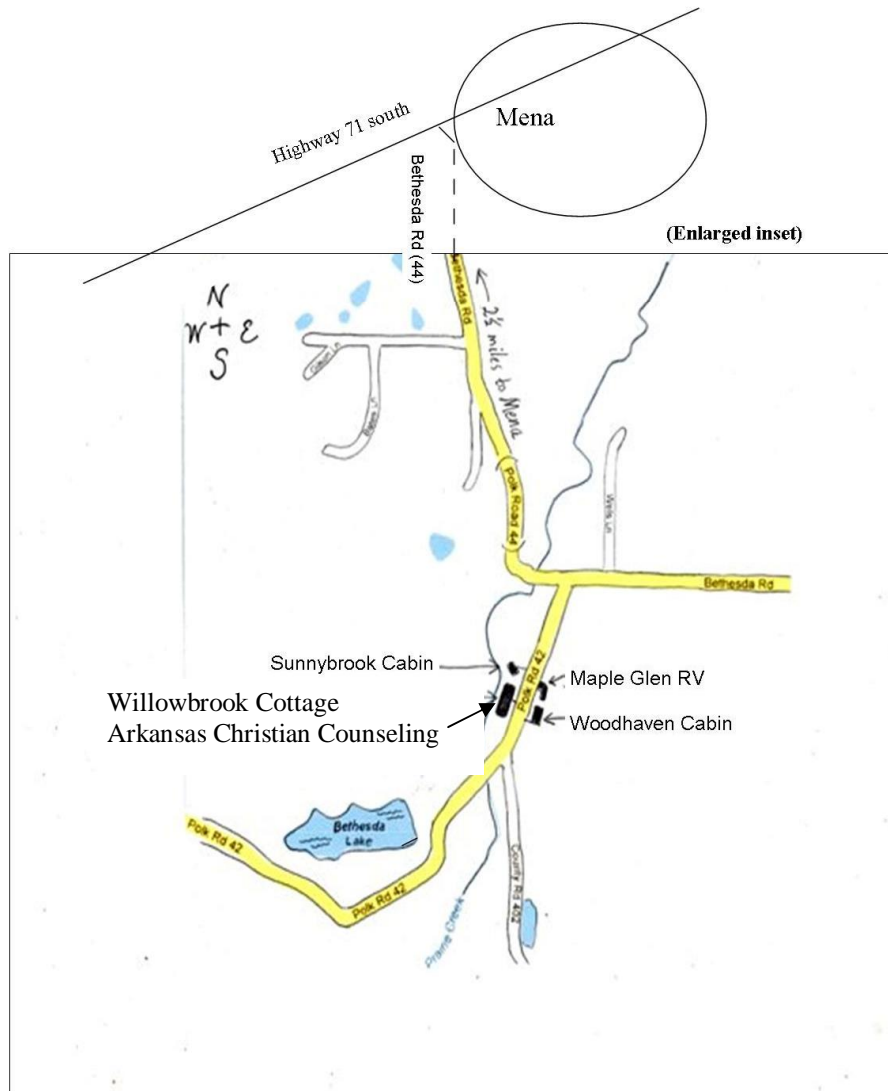 Highway 71 south
Mena
Bethesda Rd (44)
(Enlarged inset)
Bethesda Rd
N
W + E
S
2½ miles to Mena
Bates Ln
Polk Road 44
Wells Ln
Bethesda Rd
Sunnybrook Cabin
Polk Rd 42
Maple Glen RV
Willowbrook Cottage
Arkansas Christian Counseling
Woodhaven Cabin
Bethesda
Lake
Polk Rd 42
Polk Rd 42
County Rd 402
Prairie Creek